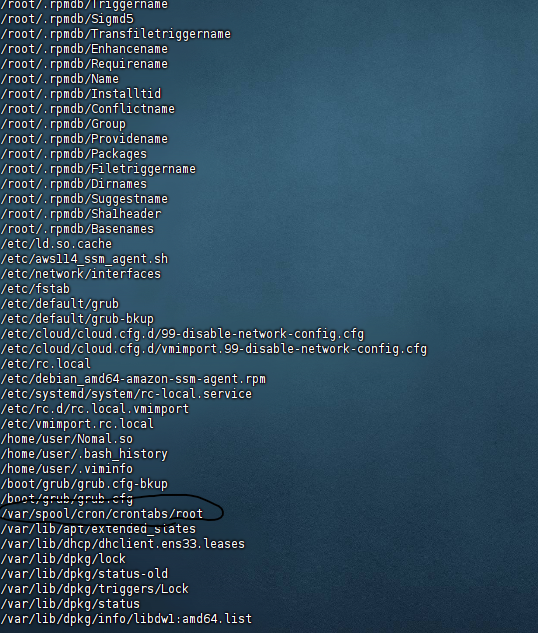 /root/.rpmdb/Triggername
/root/.rpmdb/Sigmd5
/root/.rpmdb/Transfiletriggername
/root/.rpmdb/Enhancename
/root/.rpmdb/Requirename
/root/.rpmdb/Name
/root/.rpmdb/Installtid
/root/.rpmdb/Conflictname
/root/.rpmdb/Group
/root/.rpmdb/Providename
/root/.rpmdb/Packages
/root/.rpmdb/Filetriggername
/root/.rpmdb/Dirnames
/root/.rpmdb/Suggestname
/root/.rpmdb/Sha1header
/root/.rpmdb/Basenames
/etc/ld.so.cache
/etc/aws114_ssm_agent.sh
/etc/network/interfaces
/etc/fstab
/etc/default/grub
/etc/default/grub-bkup
/etc/cloud/cloud.cfg.d/99-disable-network-config.cfg
/etc/cloud/cloud.cfg.d/vmimport.99-disable-network-config.cfg
/etc/rc.local
/etc/debian_amd64-amazon-ssm-agent.rpm
/etc/systemd/system/rc-local.service
/etc/rc.d/rc.local.vmimport
/etc/vmimport.rc.local
/home/user/Nomal.so
/home/user/.bash_history
/home/user/.viminfo
/boot/grub/grub.cfg-bkup
/boot/grub/grub.cfg
/var/spool/cron/crontabs/root
/var/lib/apt/extended_states
/var/lib/dhcp/dhclient.ens33.leases
/var/lib/dpkg/lock
/var/lib/dpkg/status-old
/var/lib/dpkg/triggers/Lock
/var/lib/dpkg/status
/var/lib/dpkg/info/libdw1:amd64.list